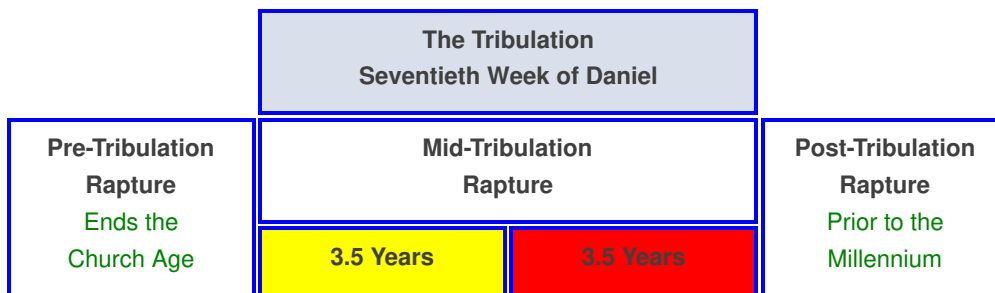 The Tribulation
Seventieth Week of Daniel
Pre-Tribulation
Rapture
Ends the
Church Age
Mid-Tribulation
Rapture
3.5 Years
3.5 Years
Post-Tribulation
Rapture
Prior to the
Millennium